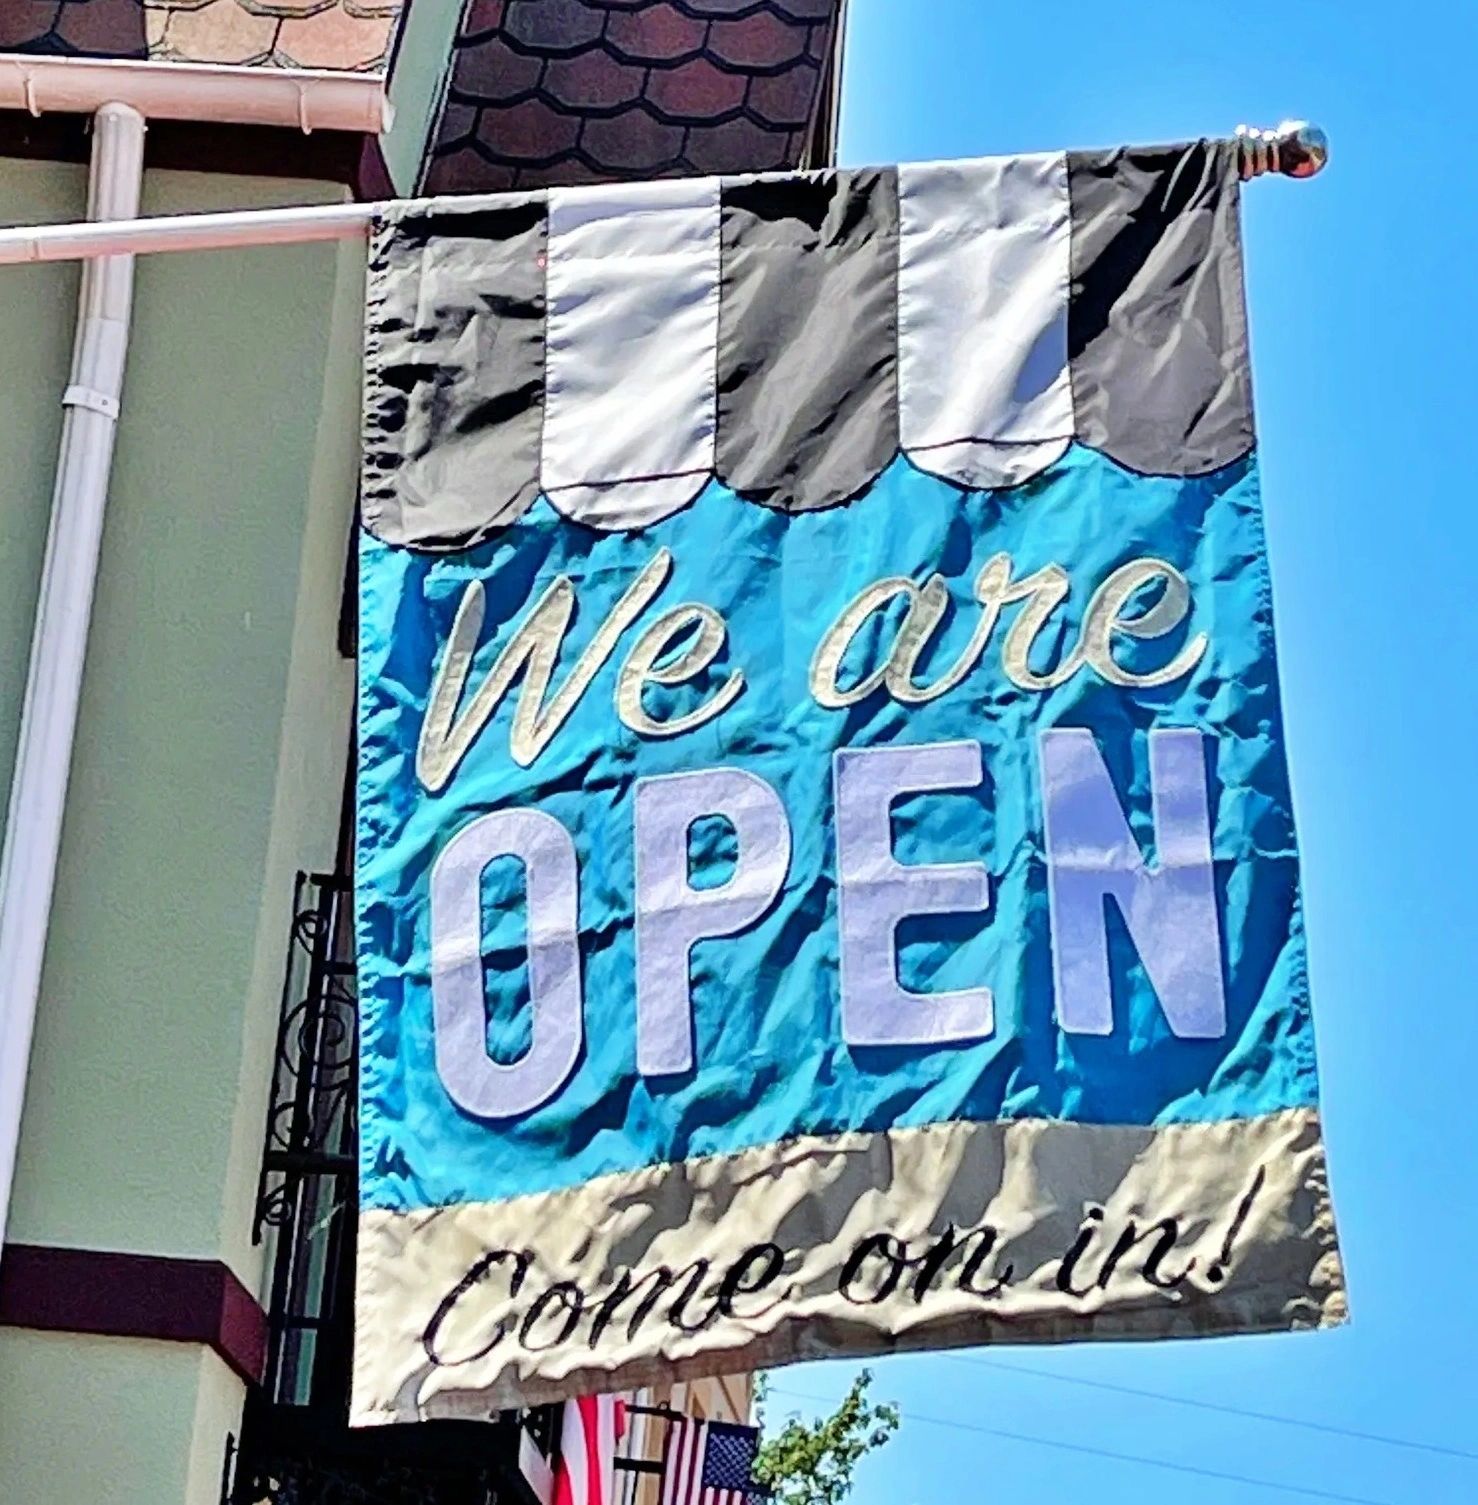 We are
OPEN
Come on in!